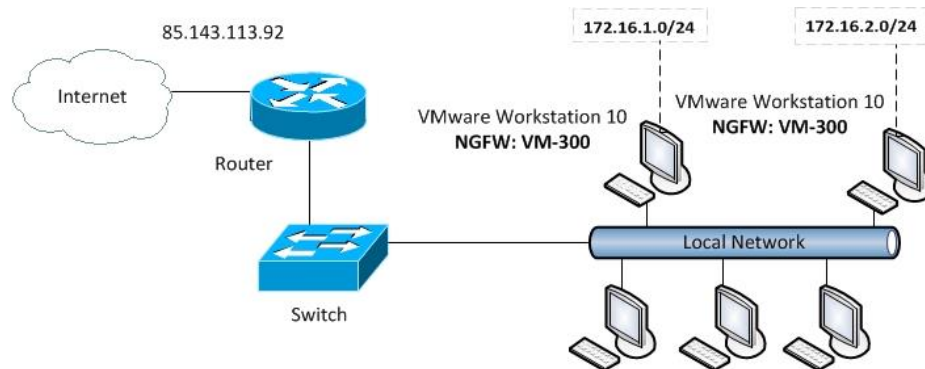 85.143.113.92
172.16.1.0/24
172.16.2.0/24
Internet
VMware Workstation 10
NGFW: VM-300
VMware Workstation 10
NGFW: VM-300
Router
Local Network
Switch